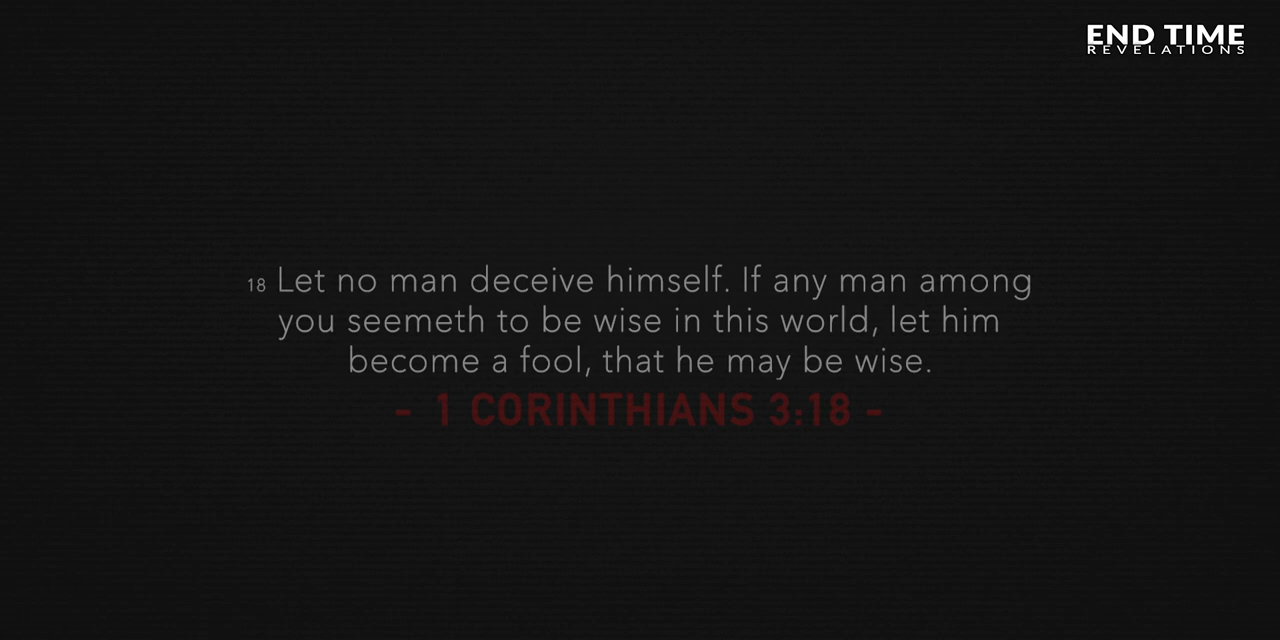 END TIME
REVELATIONS
18 Let no man deceive himself. If any man among
you seemeth to be wise in this world, let him
become a fool, that he may be wise.
- 1 CORINTHIANS 3:18 -